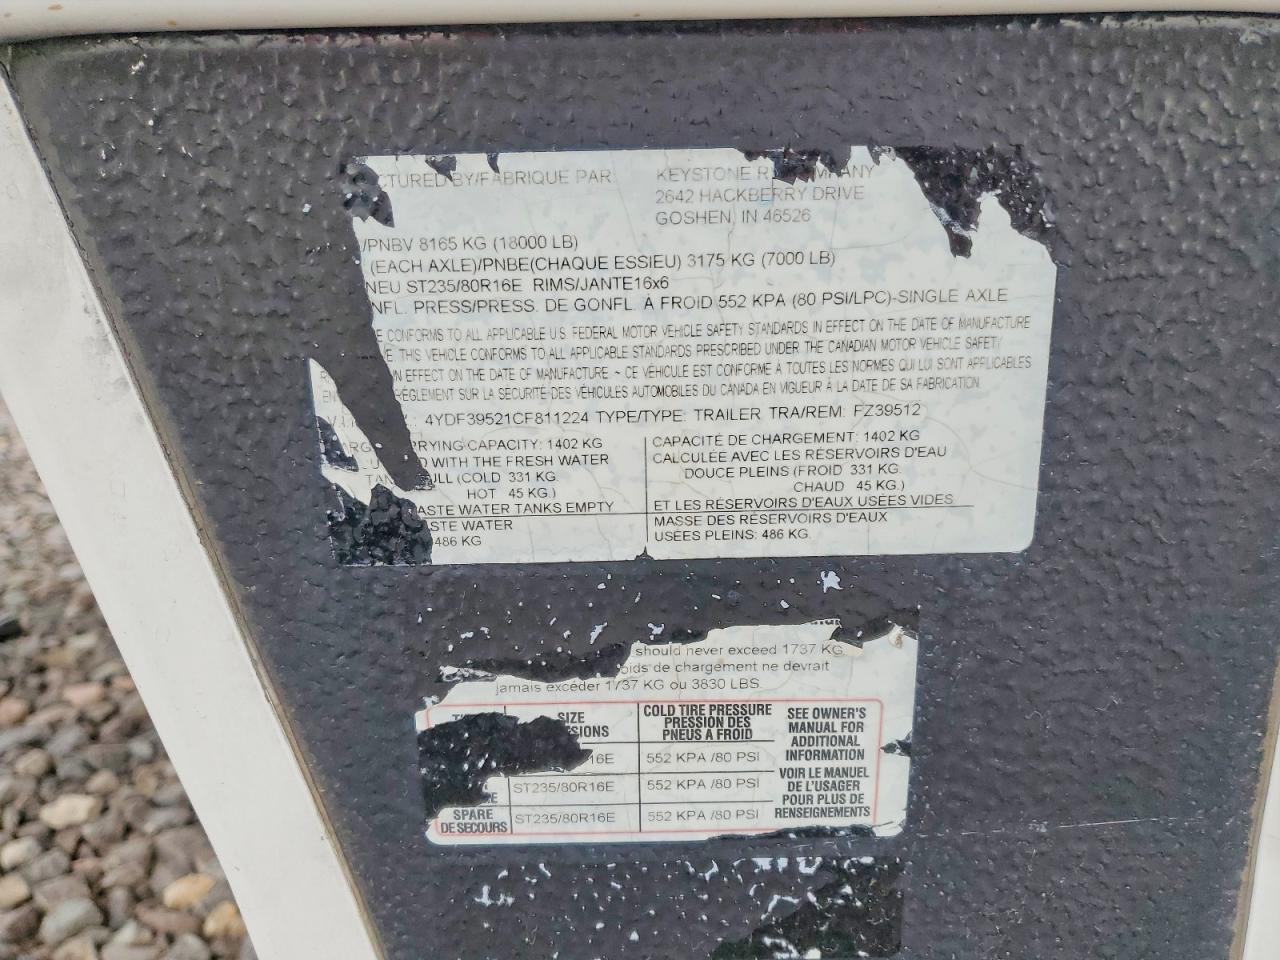 CTURED BY/FABRIQUE PAR KEYSTONE R MPANY
2642 HACKBERRY DRIVE
GOSHEN, IN 46526
/PNBV 8165 KG (18000 LB)
(EACH AXLE)/PNBE(CHAQUE ESSIEU) 3175 KG (7000 LB)
NEU ST235/80R16E RIMS/JANTE16x6
NFL. PRESS/PRESS. DE GONFL. À FROID 552 KPA (80 PSI/LPC)-SINGLE AXLE
E CONFORMS TO ALL APPLICABLE U.S. FEDERAL MOTOR VEHICLE SAFETY STANDARDS IN EFFECT ON THE DATE OF MANUFACTURE
E. THIS VEHICLE CONFORMS TO ALL APPLICABLE STANDARDS PRESCRIBED UNDER THE CANADIAN MOTOR VEHICLE SAFETY
N EFFECT ON THE DATE OF MANUFACTURE ~ CE VÉHICULE EST CONFORME À TOUTES LES NORMES QUI LUI SONT APPLICABLES
RÈGLEMENT SUR LA SECURITÉ DES VÉHICULES AUTOMOBILES DU CANADA EN VIGUEUR À LA DATE DE SA FABRICATION
: 4YDF39521CF811224 TYPE/TYPE: TRAILER TRA/REM: FZ39512
RRYING CAPACITY: 1402 KG
D WITH THE FRESH WATER
ULL (COLD 331 KG.
HOT 45 KG.)
ASTE WATER TANKS EMPTY
STE WATER
486 KG
CAPACITÉ DE CHARGEMENT: 1402 KG
CALCULÉE AVEC LES RÉSERVOIRS D'EAU
DOUCE PLEINS (FROID 331 KG.
CHAUD 45 KG.)
ET LES RÉSERVOIRS D'EAUX USÉES VIDES
MASSE DES RÉSERVOIRS D'EAUX
USÉES PLEINS: 486 KG.
should never exceed 1737 KG
oids de chargement ne devrait
jamais excéder 1737 KG ou 3830 LBS.
SIZE
SIONS
COLD TIRE PRESSURE
PRESSION DES
PNEUS A FROID
16E 552 KPA /80 PSI
ST235/80R16E 552 KPA /80 PSI
SPARE
DE SECOURS ST235/80R16E 552 KPA /80 PSI
SEE OWNER'S
MANUAL FOR
ADDITIONAL
INFORMATION
VOIR LE MANUEL
DE L'USAGER
POUR PLUS DE
RENSEIGNEMENTS